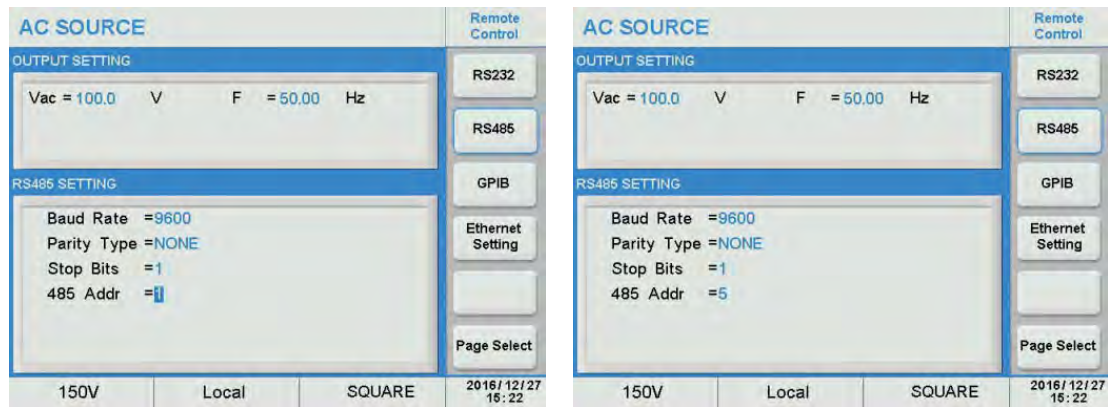 AC SOURCE
Remote
Control
OUTPUT SETTING
Vac = 100.0 V F = 50.00 Hz
RS232
RS485
RS485 SETTING
GPIB
Baud Rate =9600
Parity Type =NONE
Stop Bits =1
485 Addr =1
Ethernet
Setting
Page Select
150V Local SQUARE
2016/12/27
15:22
AC SOURCE
Remote
Control
OUTPUT SETTING
Vac = 100.0 V F = 50.00 Hz
RS232
RS485
RS485 SETTING
GPIB
Baud Rate =9600
Parity Type =NONE
Stop Bits =1
485 Addr =5
Ethernet
Setting
Page Select
150V Local SQUARE
2016/12/27
15:22